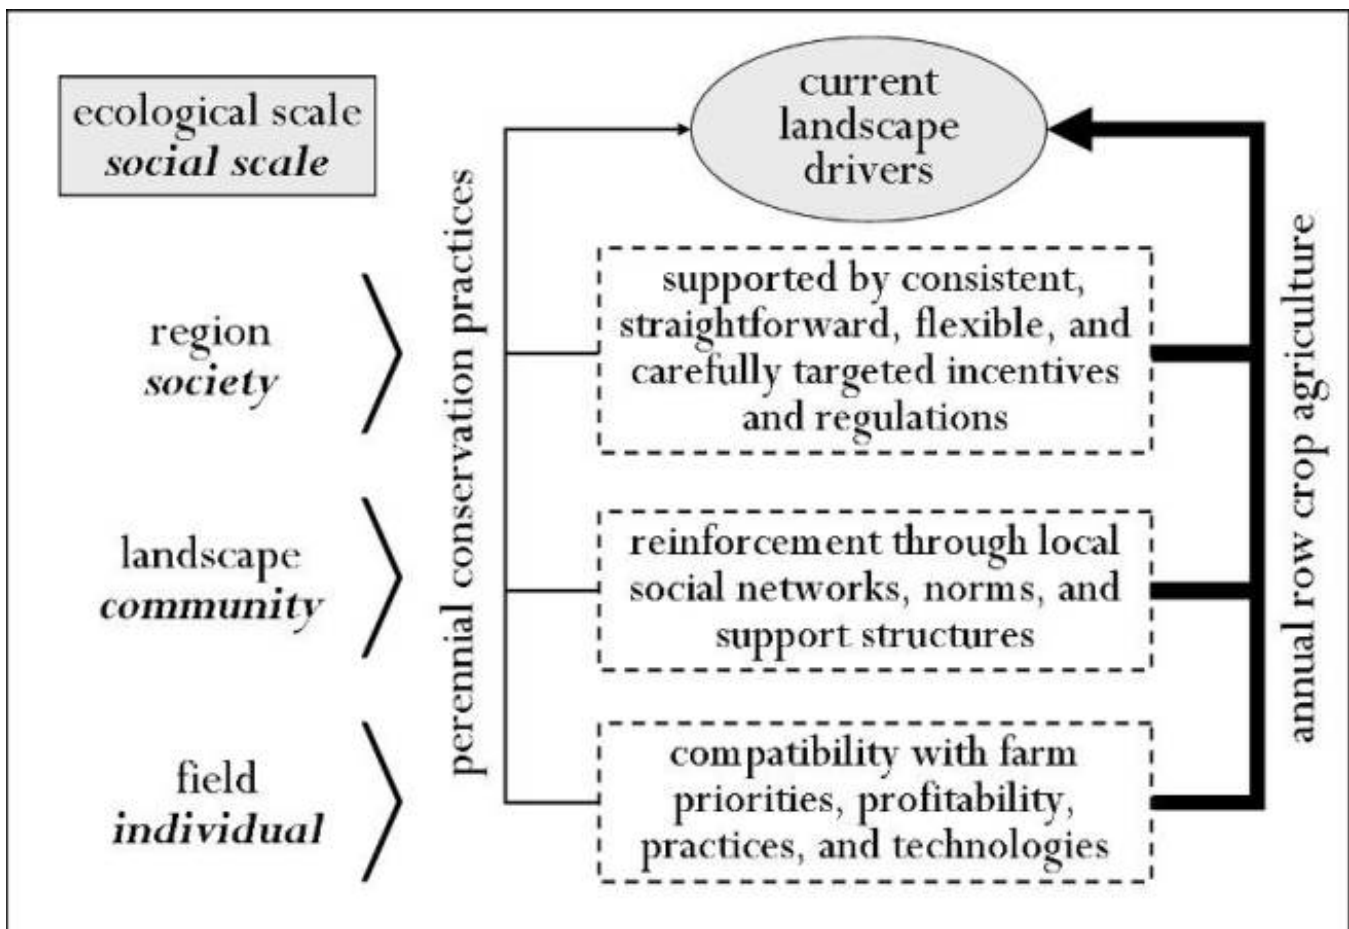 ecological scale
social scale
current
landscape
drivers
perennial conservation practices
annual row crop agriculture
region
society
supported by consistent,
straightforward, flexible, and
carefully targeted incentives
and regulations
landscape
community
reinforcement through local
social networks, norms, and
support structures
field
individual
compatibility with farm
priorities, profitability,
practices, and technologies